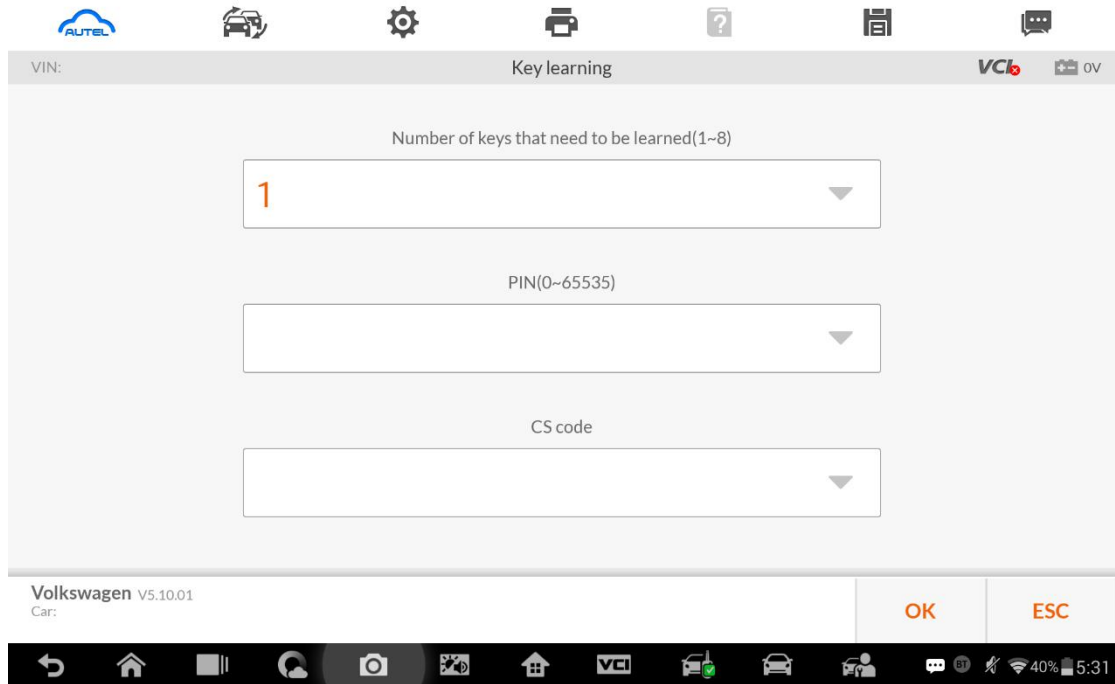 AUTEL
VIN:
Key learning
VCI
0V
Number of keys that need to be learned(1~8)
1
PIN(0~65535)
CS code
Volkswagen V5.10.01
Car:
OK
ESC
VCI
BT
40%
5:31